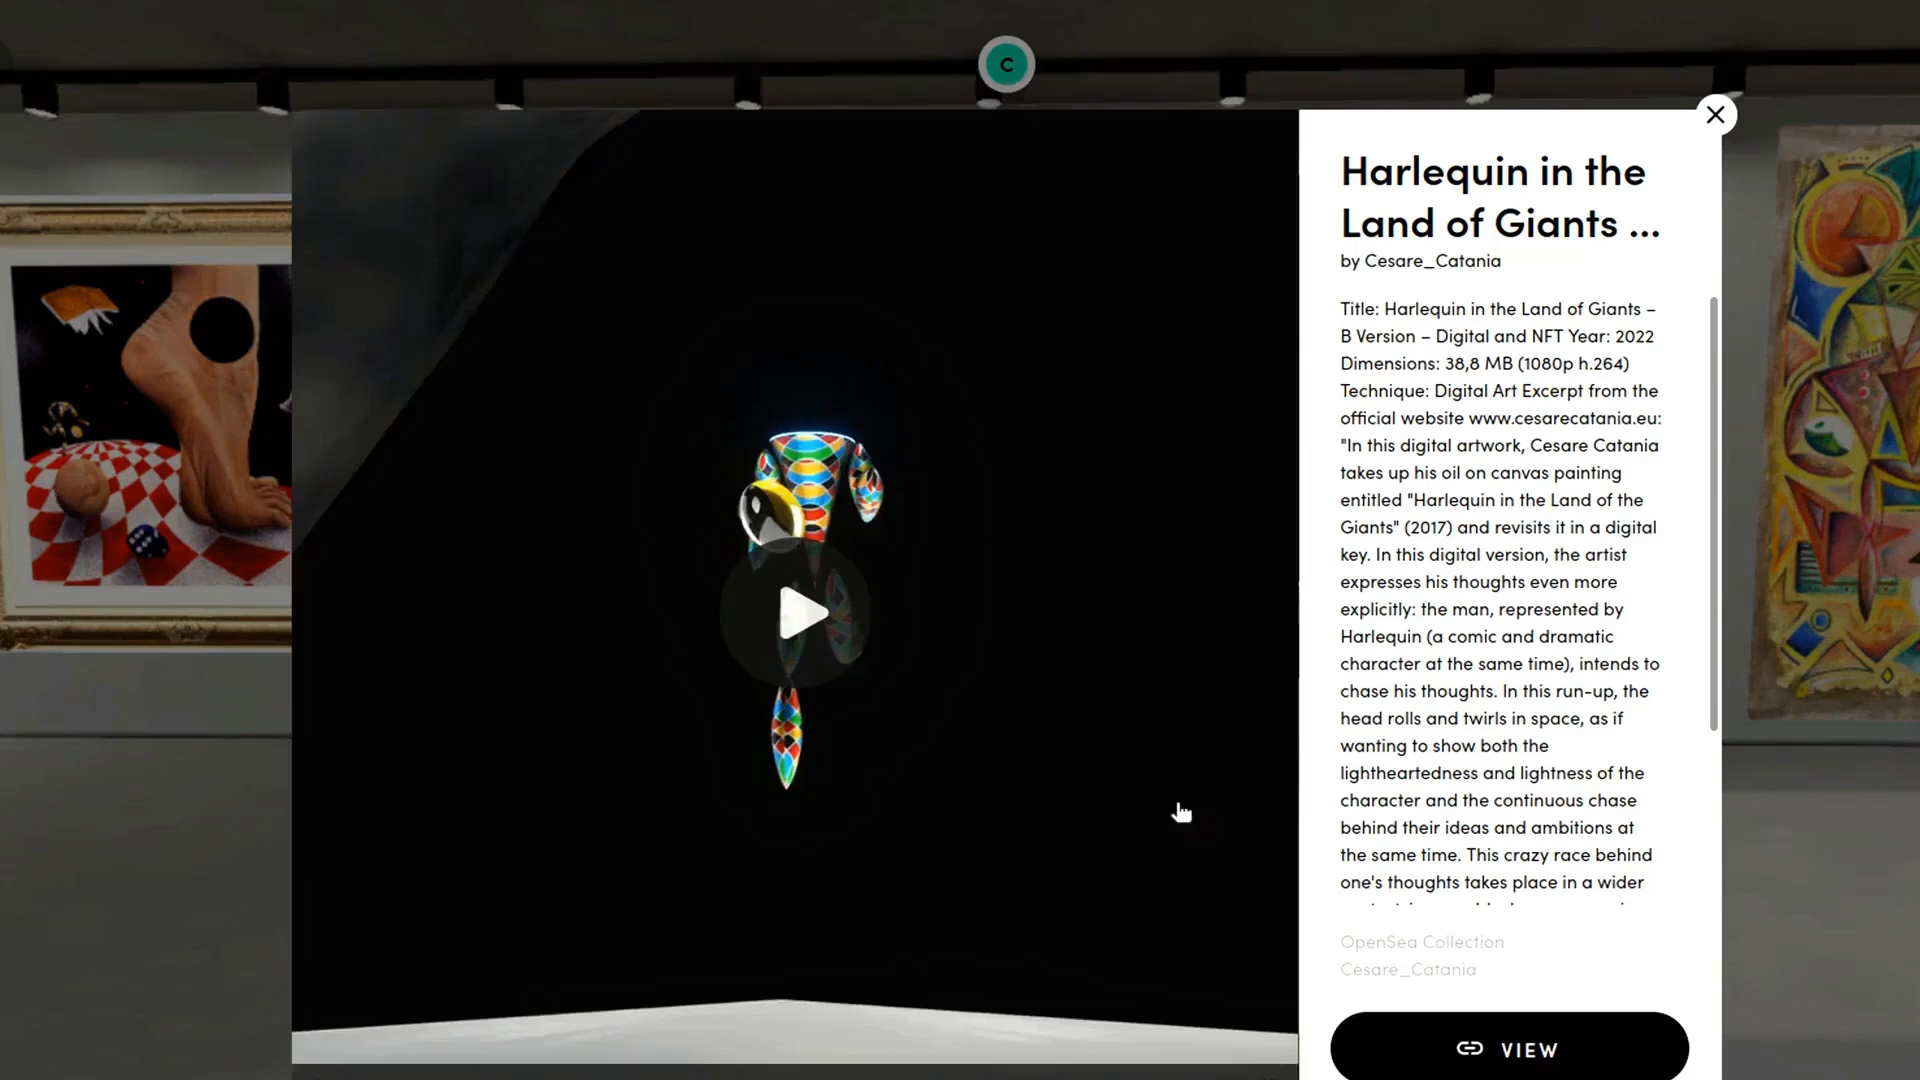 C
Harlequin in the
Land of Giants ...
by Cesare_Catania
Title: Harlequin in the Land of Giants –
B Version – Digital and NFT Year: 2022
Dimensions: 38,8 MB (1080p h.264)
Technique: Digital Art Excerpt from the
official website www.cesarecatania.eu:
"In this digital artwork, Cesare Catania
takes up his oil on canvas painting
entitled "Harlequin in the Land of the
Giants" (2017) and revisits it in a digital
key. In this digital version, the artist
expresses his thoughts even more
explicitly: the man, represented by
Harlequin (a comic and dramatic
character at the same time), intends to
chase his thoughts. In this run-up, the
head rolls and twirls in space, as if
wanting to show both the
lightheartedness and lightness of the
character and the continuous chase
behind their ideas and ambitions at
the same time. This crazy race behind
one's thoughts takes place in a wider
OpenSea Collection
Cesare_Catania
VIEW